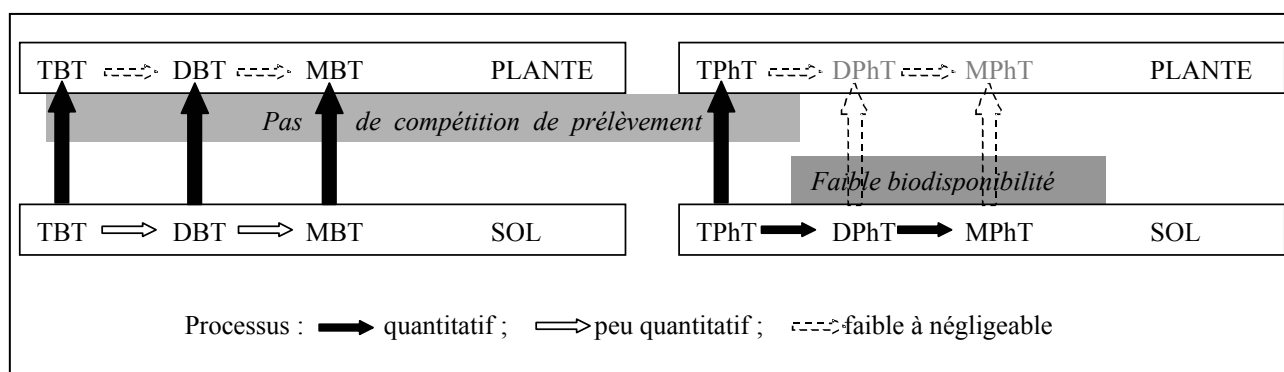 TBT DBT MBT PLANTE TPhT DPhT MPhT PLANTE
Pas de compétition de prélèvement
Faible biodisponibilité
TBT DBT MBT SOL TPhT DPhT MPhT SOL
Processus : quantitatif ; peu quantitatif ; faible à négligeable